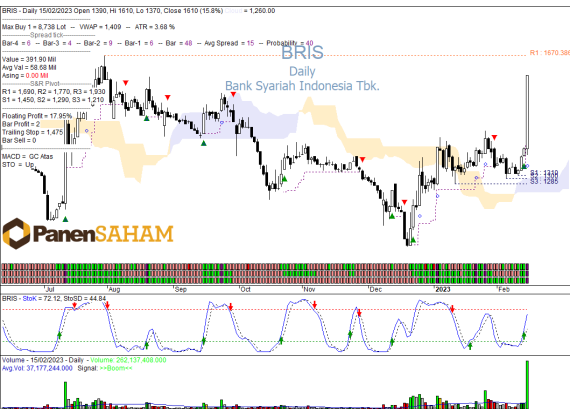 BRIS - Daily 15/02/2023 Open 1390, Hi 1610, Lo 1370, Close 1610 (15.8%) = 1,260.00
Max Buy 1 = 8,738 Lot -- VWAP = 1,409 -- ATR = 3.68 %
Spread tick
Bar-4 = 6 -- Bar-3 = 4 -- Bar-2 = 9 -- Bar-1 = 6 -- Bar = 48 -- Avg Spread = 15 -- Probability = 40
BRIS
Daily
Bank Syariah Indonesia Tbk.
R1 : 1670.386
Value = 391.90 Mil
Avg Val = 58.68 Mil
Asing = 0.00 Mil
S&R Pivot
R1 = 1,690, R2 = 1,770, R3 = 1,930
S1 = 1,450, S2 = 1,290, S3 = 1,210
Floating Profit = 17.95%
Bar Profit = 2
Trailing Stop = 1,475
Bar Sell = 0
MACD = GC Atas
STO = Up
S1 : 1310
S3 : 1285
PanenSAHAM
Jul Aug Sep Oct Nov Dec 2023 Feb
BRIS - StoK = 72.12, StoSD = 44.84
Volume - 15/02/2023 - Daily - Volume: 262,137,400.000
Avg.Vol: 37,177,244.000 Signal: ==Boom==